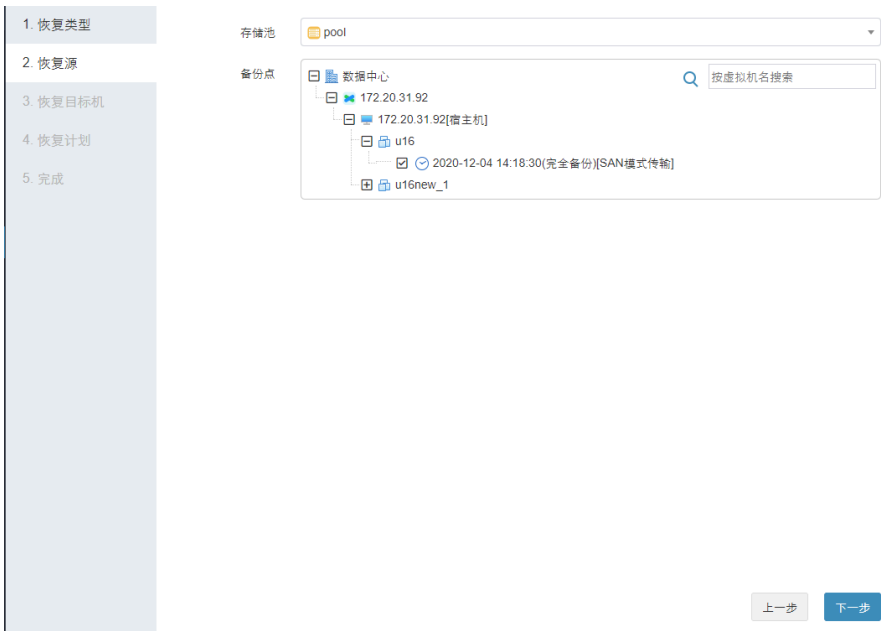 1. 恢复类型
2. 恢复源
3. 恢复目标机
4. 恢复计划
5. 完成
存储池
pool
备份点
数据中心
按虚拟机名搜索
172.20.31.92
172.20.31.92[宿主机]
u16
2020-12-04 14:18:30(完全备份)[SAN模式传输]
u16new_1
上一步
下一步